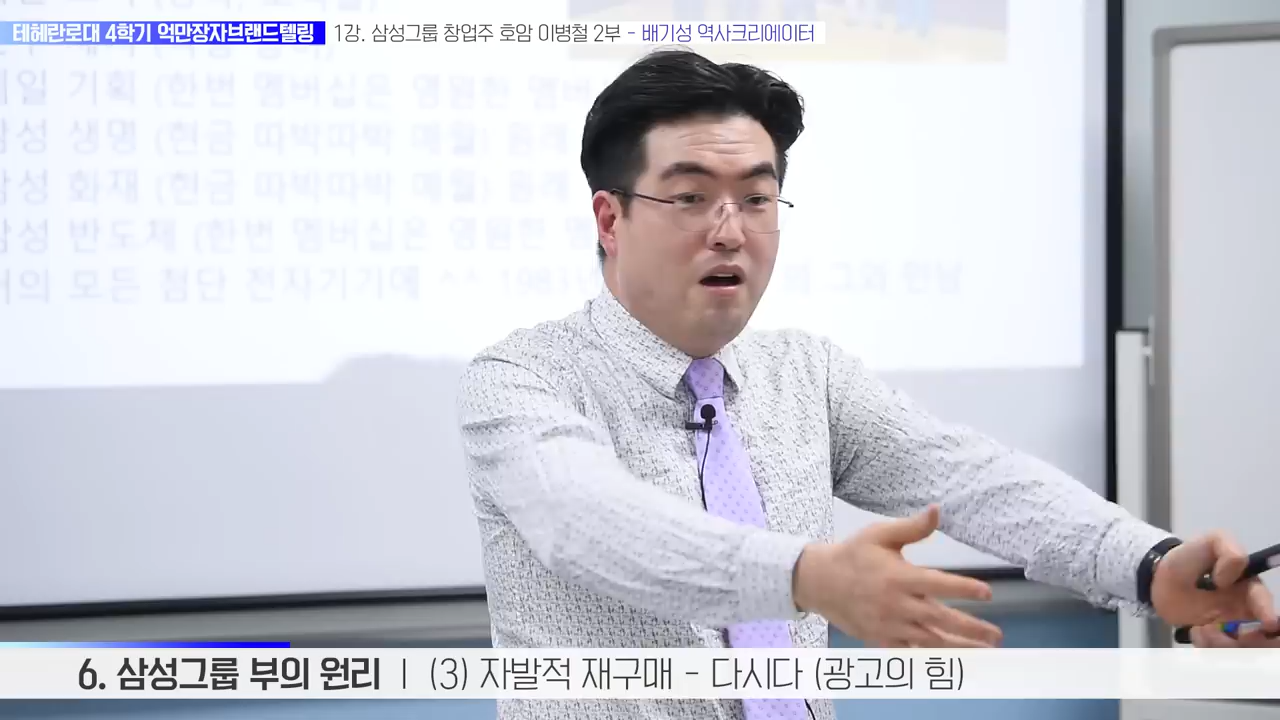 테헤란로대 4학기 억만장자브랜드텔링 1강. 삼성그룹 창업주 호암 이병철 2부 - 배기성 역사크리에이터
일 기획 (한번 멤버십은 영원한 멤버
성 생명 (현금 따박따박 매월) 원래
성 화재 (현금 따박따박 매월) 원래
성 반도체 (한번 멤버십은 영원한 멤
모든 첨단 전자기기에 ^^ 1983
6. 삼성그룹 부의 원리 | (3) 자발적 재구매 - 다시다 (광고의 힘)